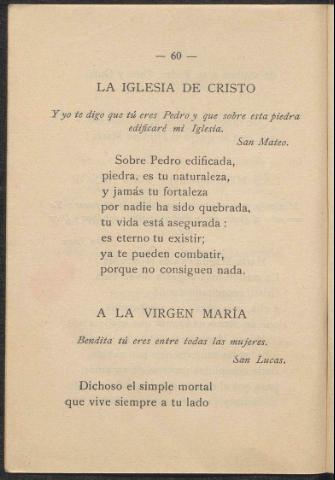 — 60 —
LA IGLESIA DE CRISTO
Y yo te digo que tú eres Pedro y que sobre esta piedra
edificaré mi Iglesia.
San Mateo.
Sobre Pedro edificada,
piedra, es tu naturaleza,
y jamás tu fortaleza
por nadie ha sido quebrada,
tu vida está asegurada :
es eterno tu existir;
ya te pueden combatir,
porque no consiguen nada.
A LA VIRGEN MARÍA
Bendita tú eres entre todas las mujeres.
San Lucas.
Dichoso el simple mortal
que vive siempre a tu lado